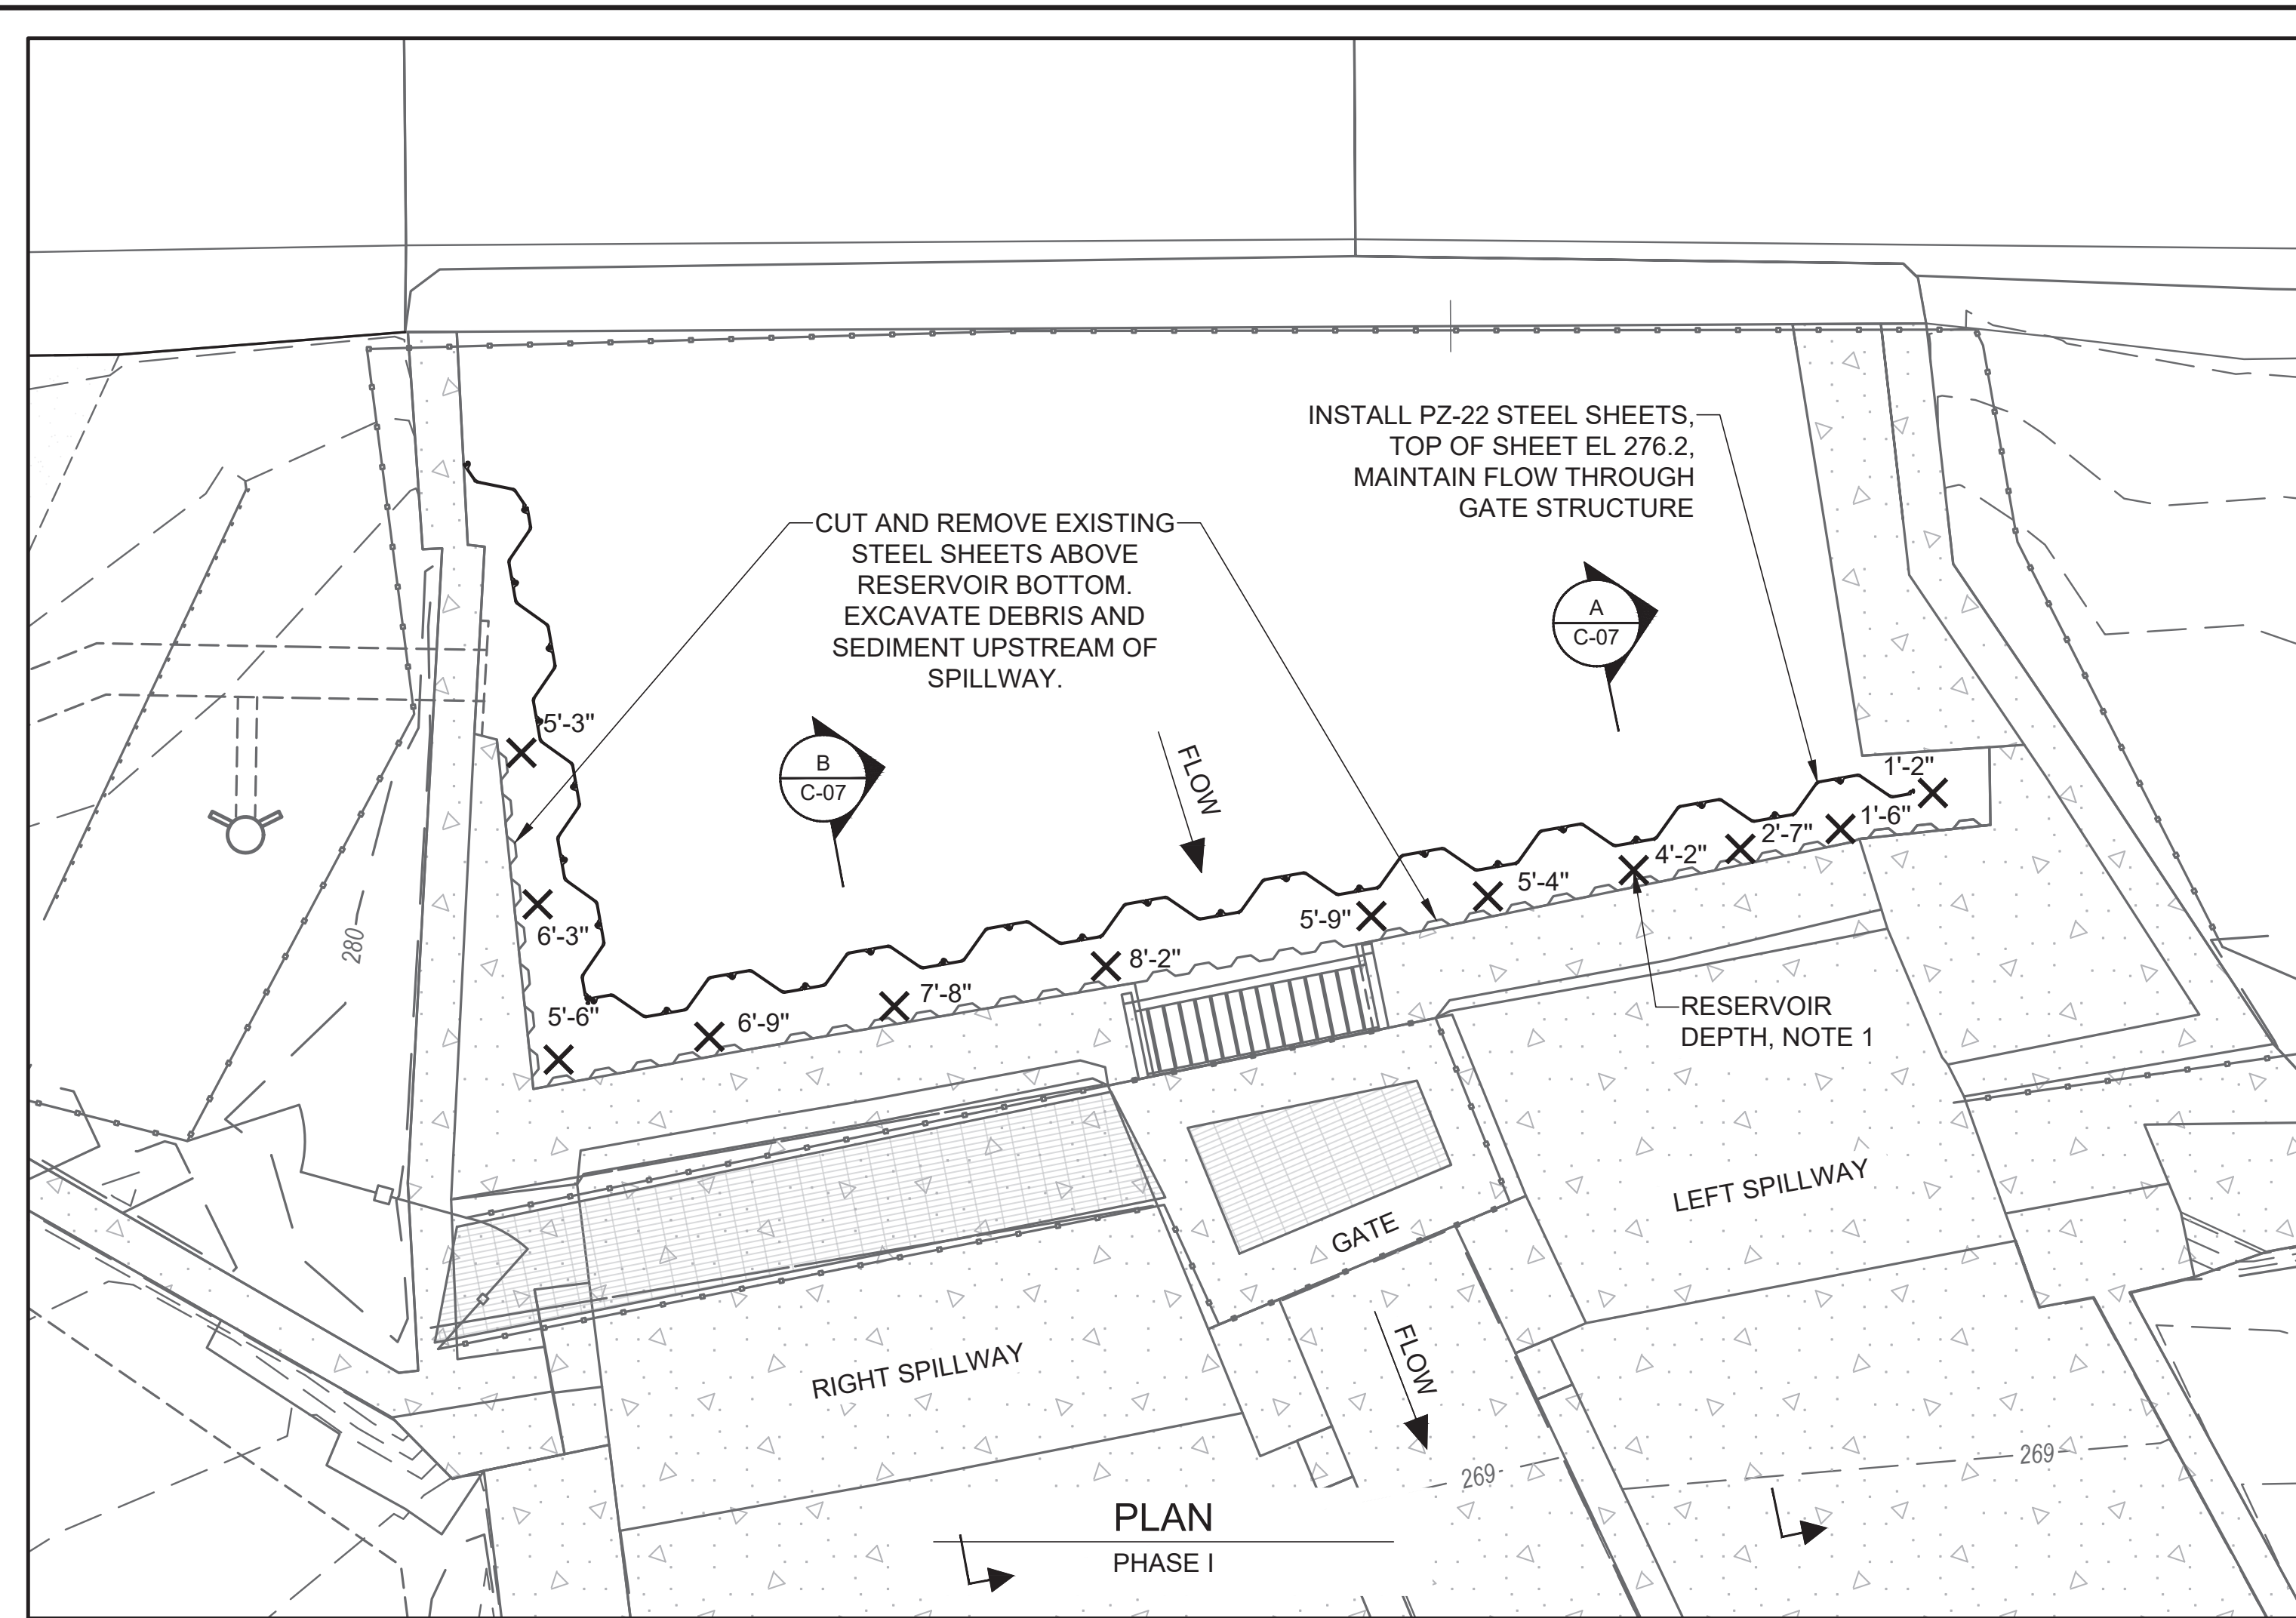 INSTALL PZ-22 STEEL SHEETS,
TOP OF SHEET EL 276.2,
MAINTAIN FLOW THROUGH
GATE STRUCTURE
CUT AND REMOVE EXISTING
STEEL SHEETS ABOVE
RESERVOIR BOTTOM.
EXCAVATE DEBRIS AND
SEDIMENT UPSTREAM OF
SPILLWAY.
A
C-07
B
C-07
FLOW
5'-3"
1'-2"
1'-6"
2'-7"
4'-2"
5'-4"
5'-9"
6'-3"
8'-2"
7'-8"
5'-6"
6'-9"
280
RESERVOIR
DEPTH, NOTE 1
LEFT SPILLWAY
GATE
RIGHT SPILLWAY
FLOW
269
269
PLAN
PHASE I